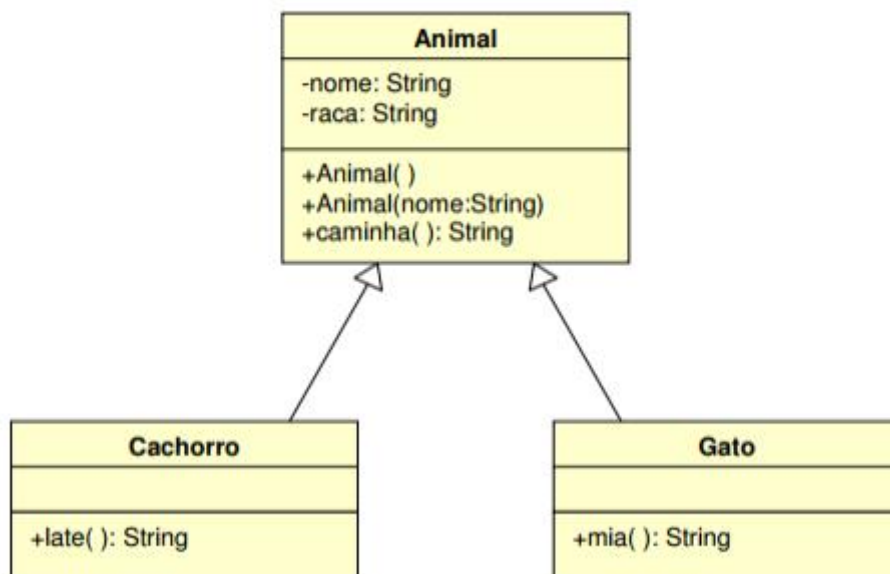 Animal
-nome: String
-raca: String
+Animal( )
+Animal(nome:String)
+caminha( ): String
Cachorro
+late( ): String
Gato
+mia( ): String